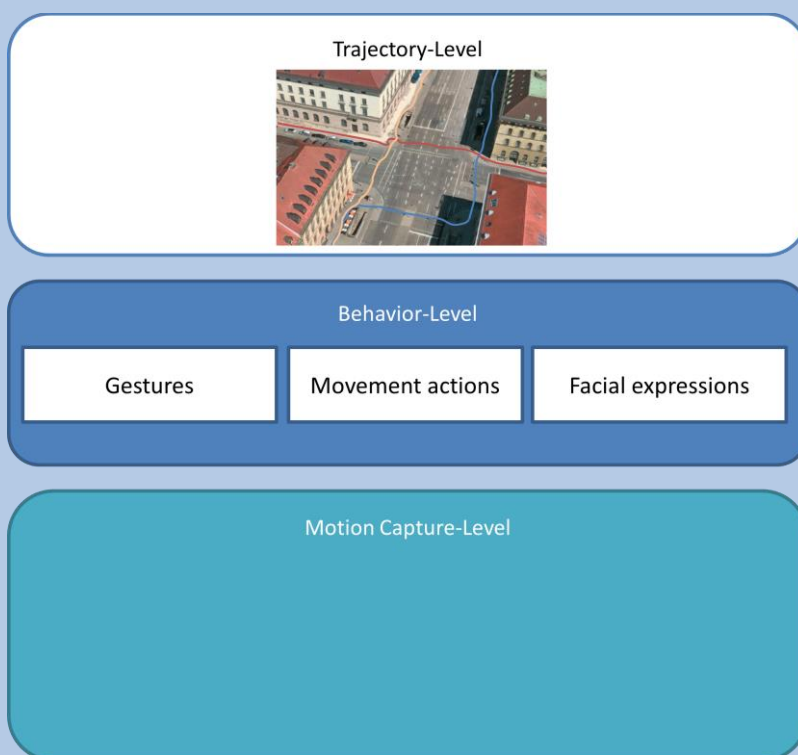 Trajectory-Level
Behavior-Level
Gestures
Movement actions
Facial expressions
Motion Capture-Level